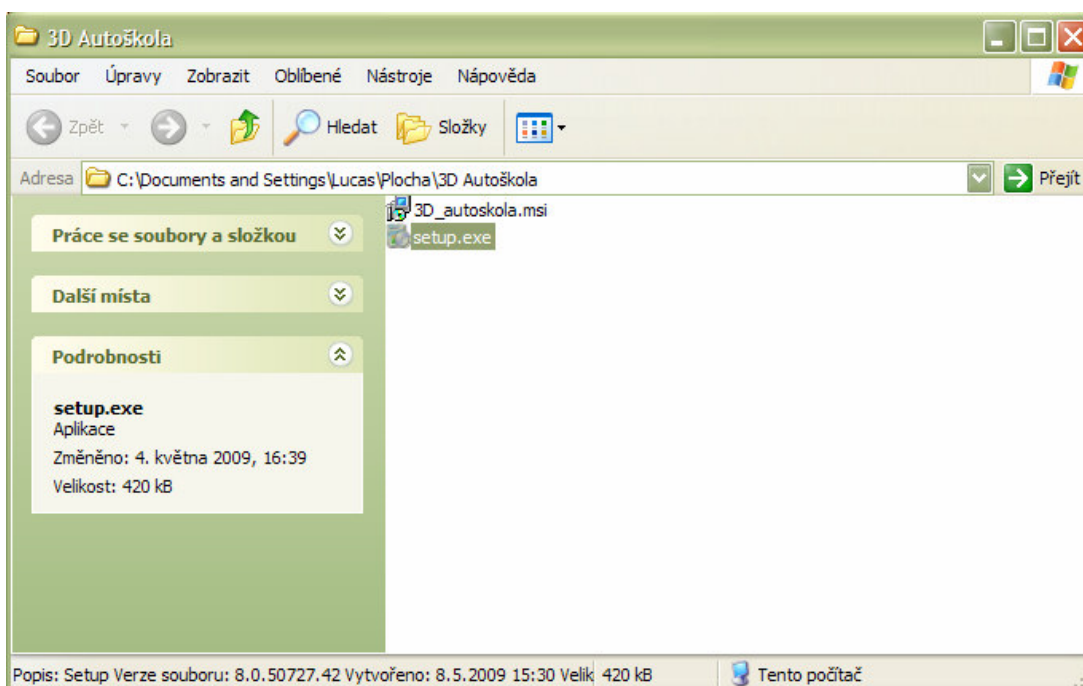 3D Autoškola
Soubor Úpravy Zobrazit Oblíbené Nástroje Nápověda
Zpět Hledat Složky
Adresa C:\Documents and Settings\Lucas\Plocha\3D Autoškola Přejít
Práce se soubory a složkou
Další místa
Podrobnosti
setup.exe
Aplikace
Změněno: 4. května 2009, 16:39
Velikost: 420 kB
3D_autoskola.msi
setup.exe
Popis: Setup Verze souboru: 8.0.50727.42 Vytvořeno: 8.5.2009 15:30 Velik 420 kB Tento počítač